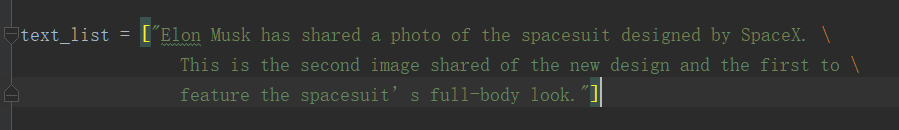 text_list = ["Elon Musk has shared a photo of the spacesuit designed by SpaceX. \
This is the second image shared of the new design and the first to \
feature the spacesuit’s full-body look."]